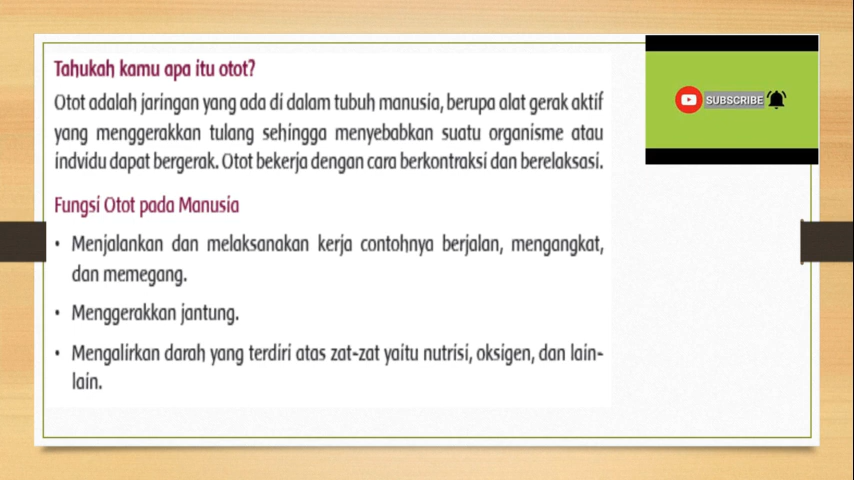 Tahukah kamu apa itu otot?
Otot adalah jaringan yang ada di dalam tubuh manusia, berupa alat gerak aktif
yang menggerakkan tulang sehingga menyebabkan suatu organisme atau
indvidu dapat bergerak. Otot bekerja dengan cara berkontraksi dan berelaksasi.
Fungsi Otot pada Manusia
• Menjalankan dan melaksanakan kerja contohnya berjalan, mengangkat,
dan memegang.
• Menggerakkan jantung.
• Mengalirkan darah yang terdiri atas zat-zat yaitu nutrisi, oksigen, dan lain-
lain.
SUBSCRIBE